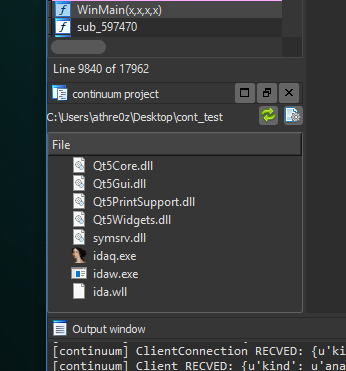 WinMain(x,x,x,x)
sub_597470
Line 9840 of 17962
continuum project
C:\Users\athre0z\Desktop\cont_test
File
Qt5Core.dll
Qt5Gui.dll
Qt5PrintSupport.dll
Qt5Widgets.dll
symsrv.dll
idaq.exe
idaw.exe
ida.wll
Output window
[continuum] ClientConnection RECVED: {u'ki
[continuum] Client RECVED: {u'kind': u'ana